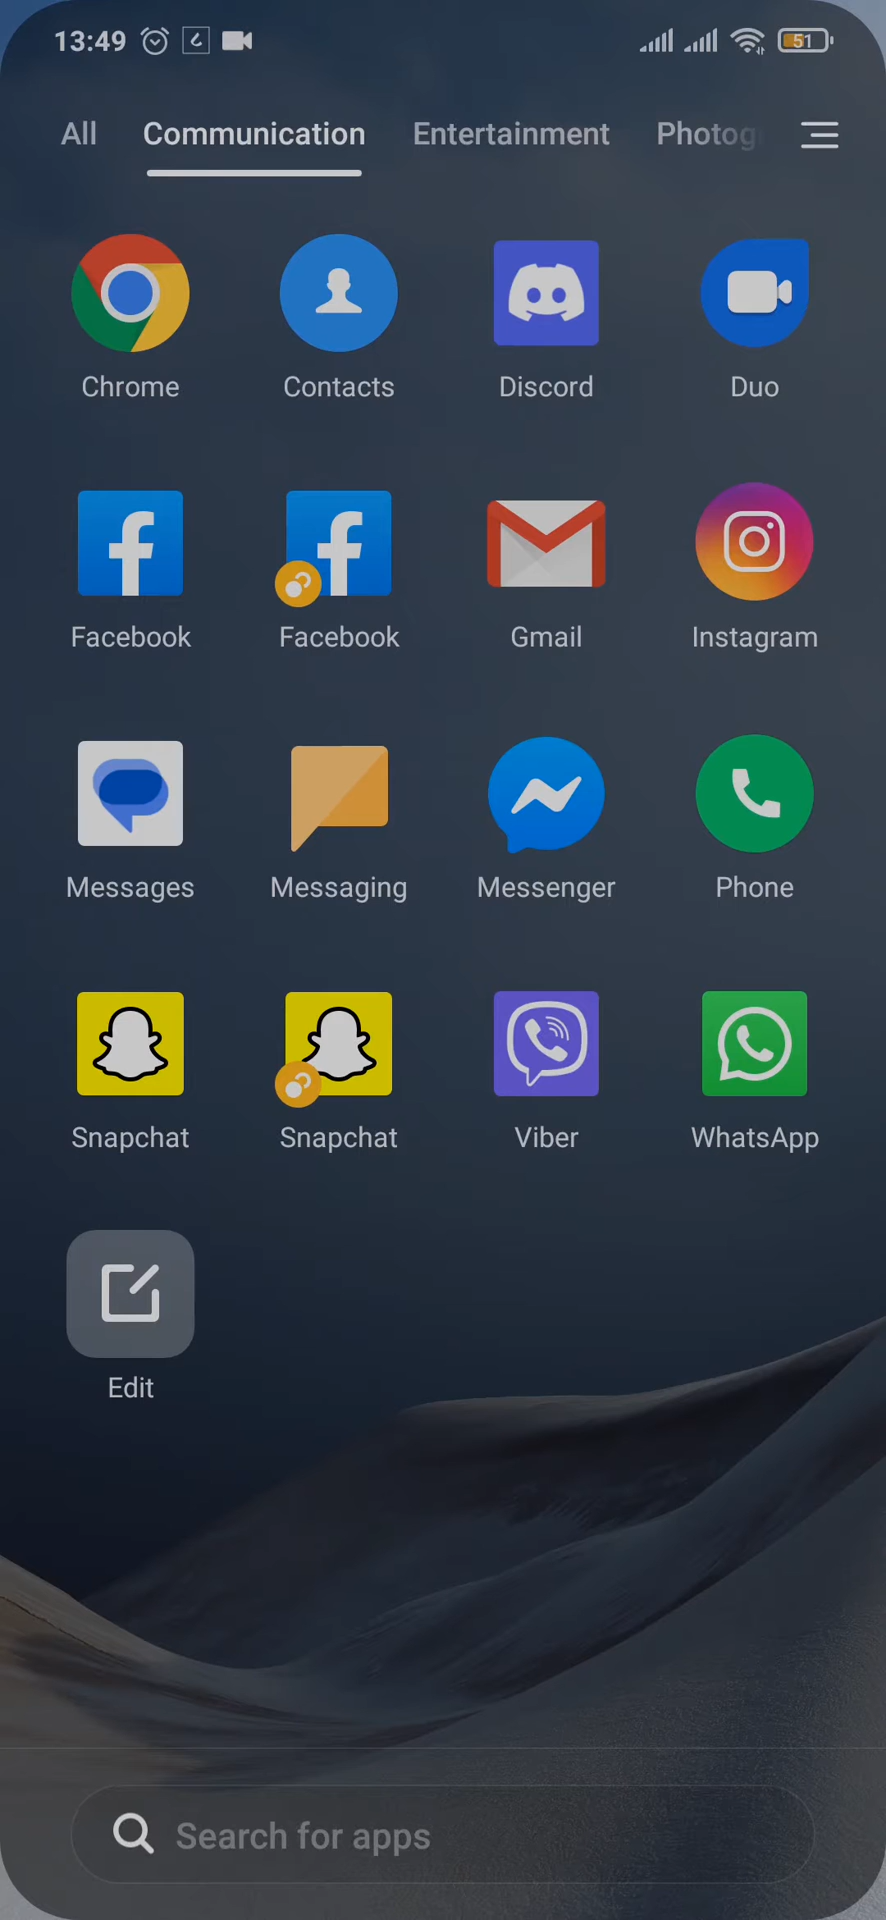 13:49 51
All Communication Entertainment Photog
Chrome Contacts Discord Duo
Facebook Facebook Gmail Instagram
Messages Messaging Messenger Phone
Snapchat Snapchat Viber WhatsApp
Edit
Search for apps